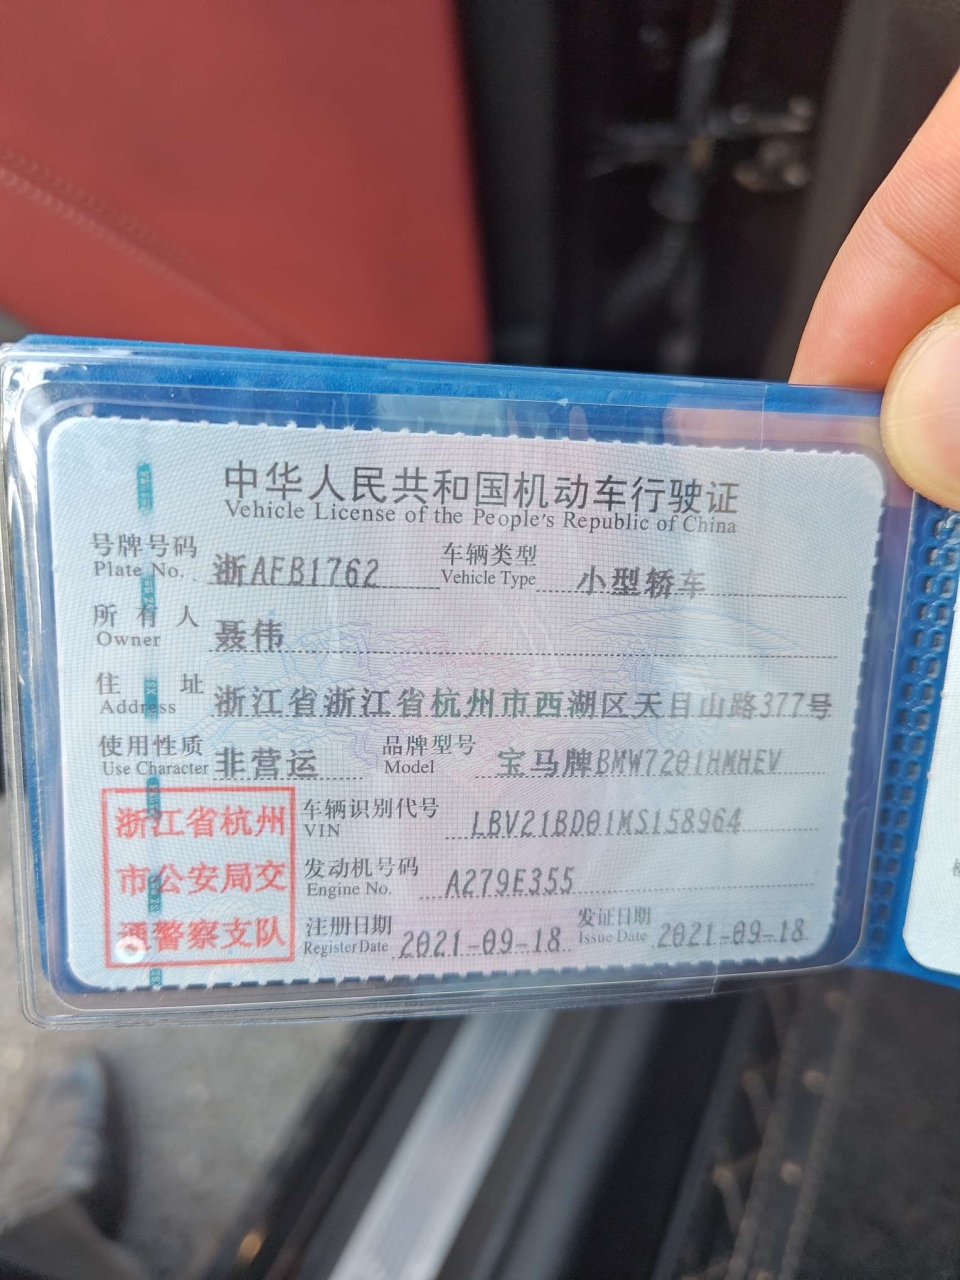 中华人民共和国机动车行驶证
Vehicle License of the People's Republic of China
号牌号码 浙AFB1762 车辆类型 小型轿车
Plate No. Vehicle Type
所有人 聂伟
Owner
住址 浙江省浙江省杭州市西湖区天目山路377号
Address
使用性质 非营运 品牌型号 宝马牌BMW7201HMHEV
Use Character Model
浙江省杭州
市公安局交
通警察支队
车辆识别代号 LBV21BD01MS158964
VIN
发动机号码 A279E355
Engine No.
注册日期 2021-09-18 发证日期 2021-09-18
Register Date Issue Date